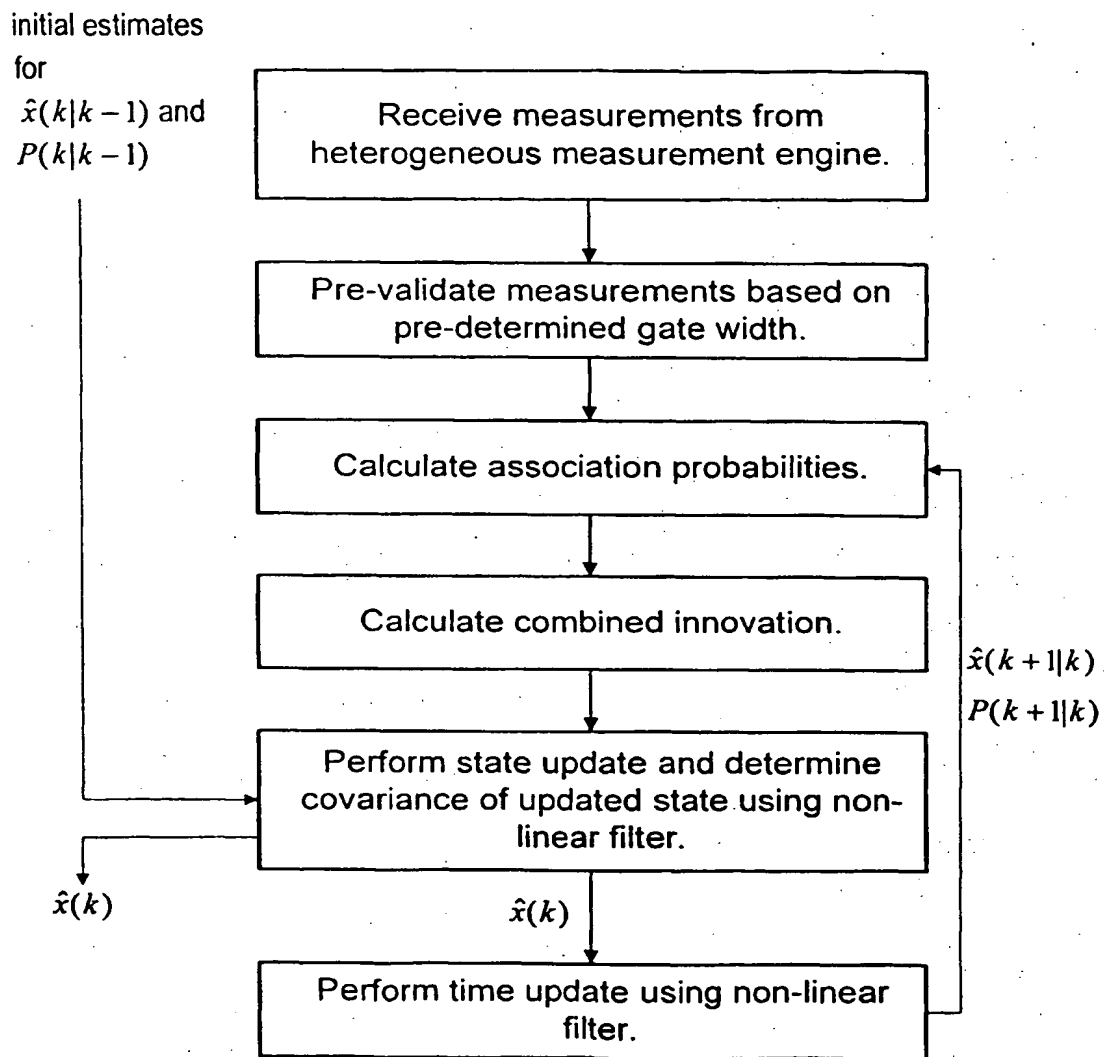 initial estimates
for
x̂(k|k − 1) and
P(k|k − 1)
Receive measurements from
heterogeneous measurement engine.
Pre-validate measurements based on
pre-determined gate width.
Calculate association probabilities.
Calculate combined innovation.
x̂(k + 1|k)
P(k + 1|k)
Perform state update and determine
covariance of updated state using non-
linear filter.
x̂(k)
x̂(k)
Perform time update using non-linear
filter.